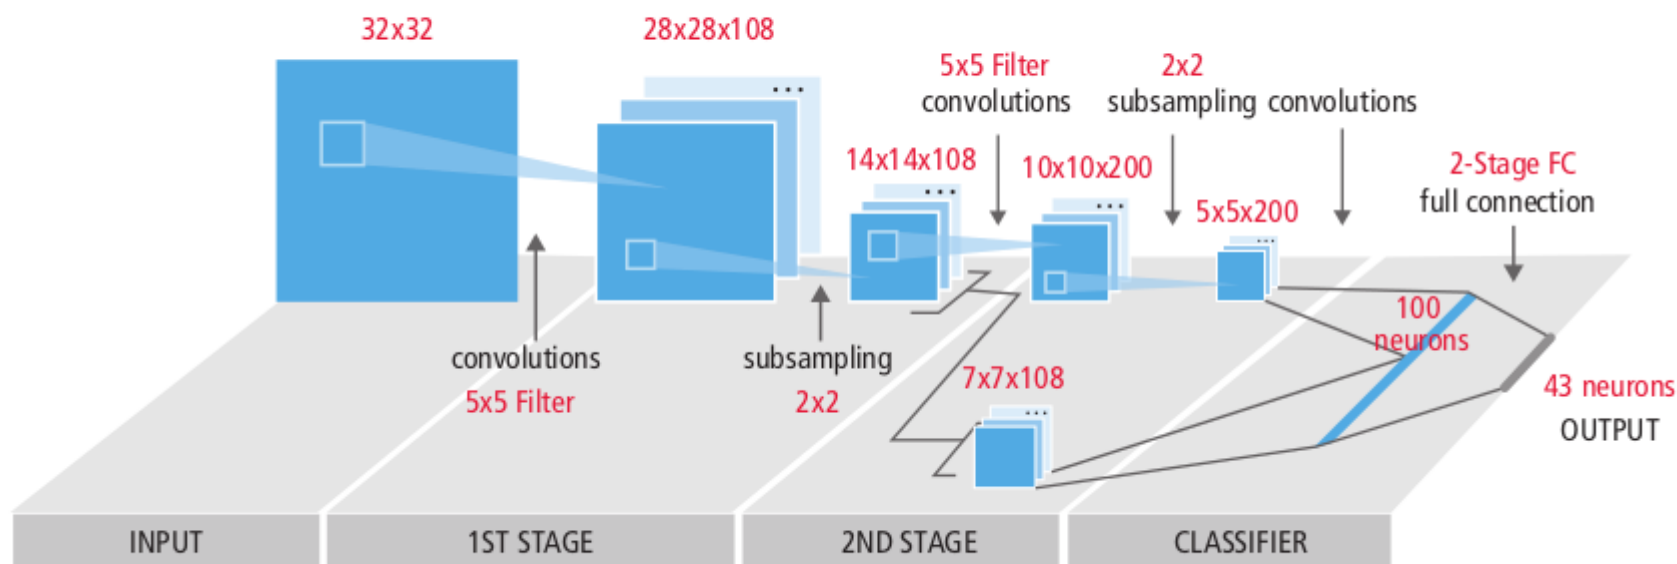 32x32
28x28x108
5x5 Filter
convolutions
2x2
subsampling
convolutions
14x14x108
10x10x200
5x5x200
2-Stage FC
full connection
convolutions
5x5 Filter
subsampling
2x2
7x7x108
100
neurons
43 neurons
OUTPUT
INPUT
1ST STAGE
2ND STAGE
CLASSIFIER